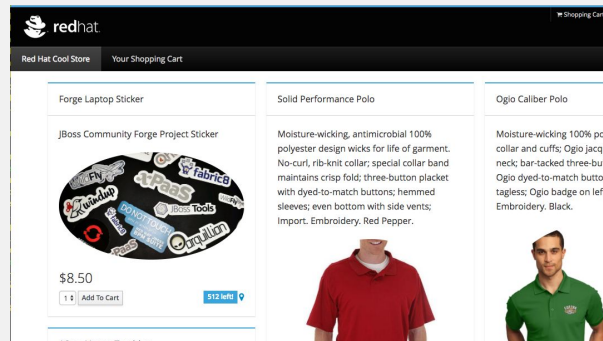 Shopping Cart
redhat.
Red Hat Cool Store
Your Shopping Cart
Forge Laptop Sticker
JBoss Community Forge Project Sticker
WildFly
fabric8
xPaaS
windup
JBoss Tools
DO NOT TOUCH
arquillian
$8.50
1
Add To Cart
512 left!
Solid Performance Polo
Moisture-wicking, antimicrobial 100%
polyester design wicks for life of garment.
No-curl, rib-knit collar; special collar band
maintains crisp fold; three-button placket
with dyed-to-match buttons; hemmed
sleeves; even bottom with side vents;
Import. Embroidery. Red Pepper.
Ogio Caliber Polo
Moisture-wicking 100% po
collar and cuffs; Ogio jacq
neck; bar-tacked three-bu
Ogio dyed-to-match butto
tagless; Ogio badge on lef
Embroidery. Black.